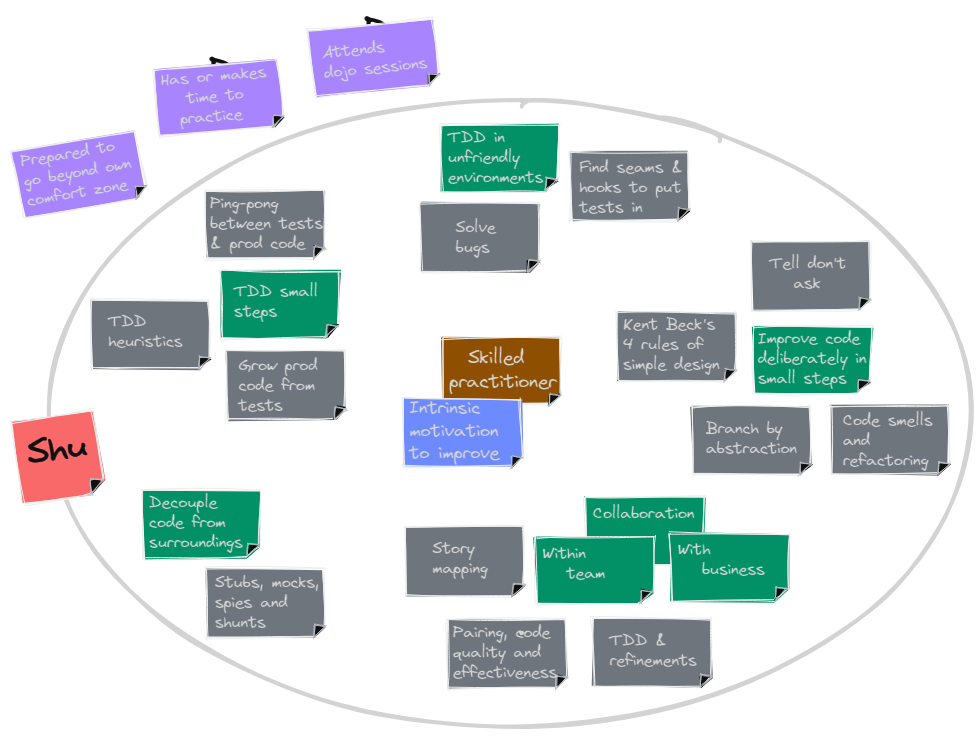 Attends
dojo sessions
Has or makes
time to
practice
Prepared to
go beyond own
comfort zone
TDD in
unfriendly
environments
Find seams &
hooks to put
tests in
Ping-pong
between tests
& prod code
Solve
bugs
Tell don't
ask
TDD small
steps
TDD
heuristics
Kent Beck's
4 rules of
simple design
Improve code
deliberately in
small steps
Grow prod
code from
tests
Skilled
practitioner
Intrinsic
motivation
to improve
Branch by
abstraction
Code smells
and
refactoring
Shu
Decouple
code from
surroundings
Collaboration
Story
mapping
Within
team
With
business
Stubs, mocks,
spies and
shunts
Pairing, code
quality and
effectiveness
TDD &
refinements